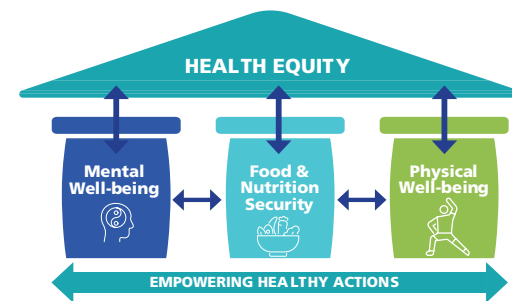 HEALTH EQUITY
Mental
Well-being
Food &
Nutrition
Security
Physical
Well-being
EMPOWERING HEALTHY ACTIONS